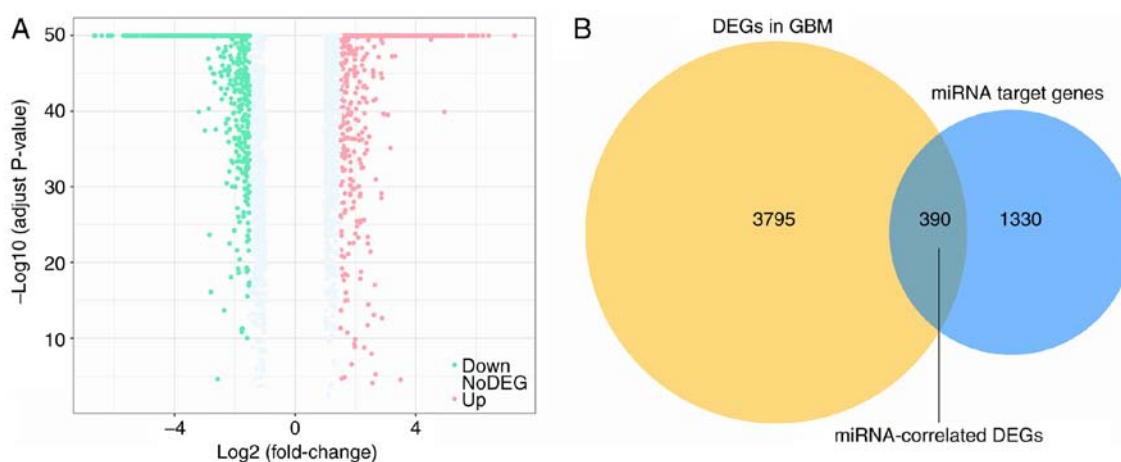 A
50
40
30
20
10
−Log10 (adjust P-value)
−4
0
4
Log2 (fold-change)
Down
NoDEG
Up
B
DEGs in GBM
miRNA target genes
3795
390
1330
miRNA-correlated DEGs